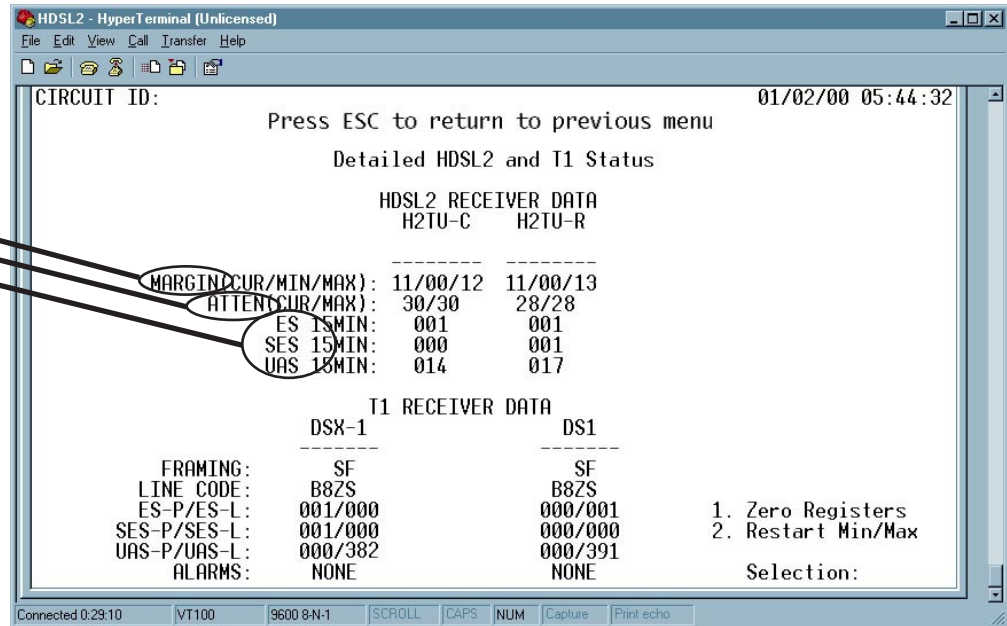 HDSL2 - HyperTerminal (Unlicensed)
File Edit View Call Transfer Help
CIRCUIT ID: 01/02/00 05:44:32
Press ESC to return to previous menu
Detailed HDSL2 and T1 Status
HDSL2 RECEIVER DATA
H2TU-C H2TU-R
-------- --------
MARGIN(CUR/MIN/MAX): 11/00/12 11/00/13
ATTEN(CUR/MAX): 30/30 28/28
ES 15MIN: 001 001
SES 15MIN: 000 001
UAS 15MIN: 014 017
T1 RECEIVER DATA
DSX-1 DS1
------- -------
FRAMING: SF SF
LINE CODE: B8ZS B8ZS
ES-P/ES-L: 001/000 000/001 1. Zero Registers
SES-P/SES-L: 001/000 000/000 2. Restart Min/Max
UAS-P/UAS-L: 000/382 000/391
ALARMS: NONE NONE Selection:
Connected 0:29:10 VT100 9600 8-N-1 SCROLL CAPS NUM Capture Print echo